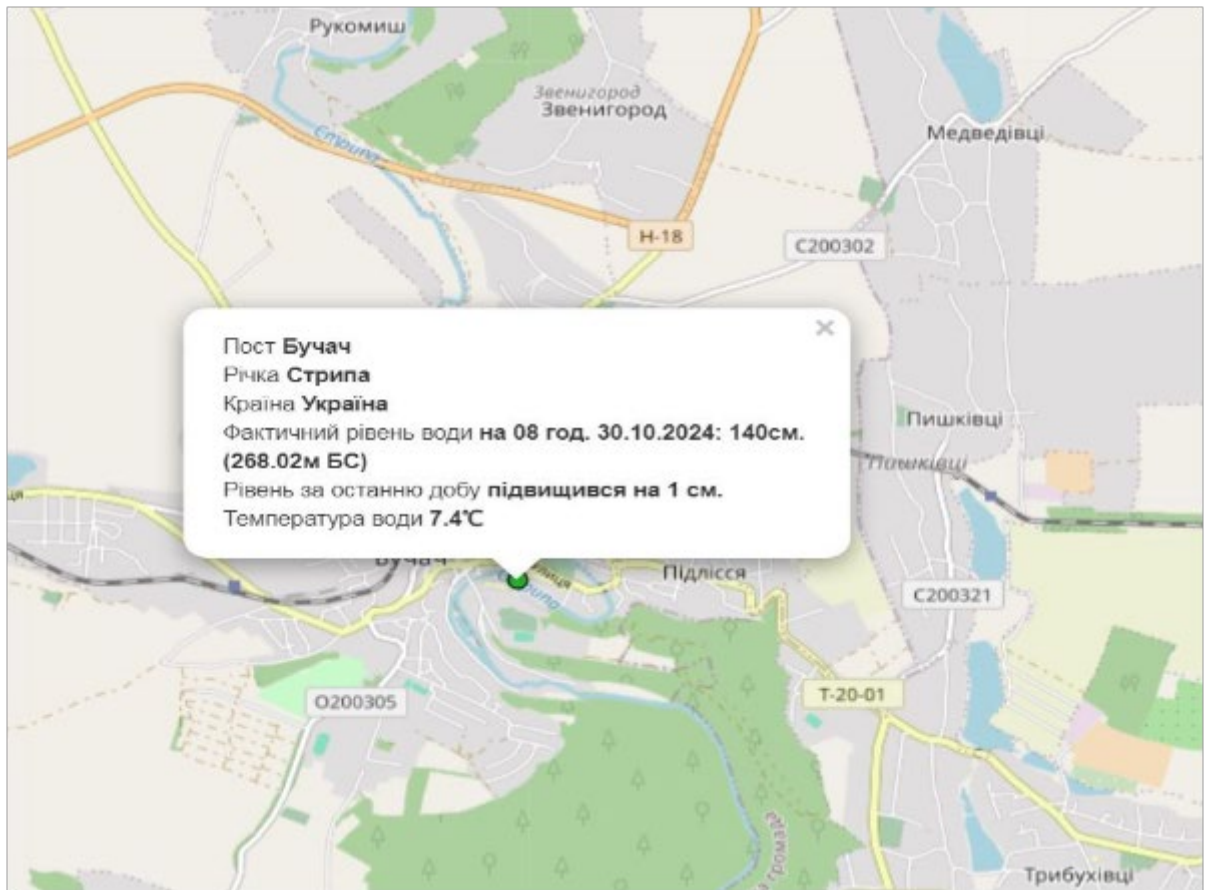 Рукомиш
Звенигород
Звенигород
Стрипа
Медведівці
Н-18
С200302
×
Пост Бучач
Річка Стрипа
Країна Україна
Фактичний рівень води на 08 год. 30.10.2024: 140см.
(268.02м БС)
Рівень за останню добу підвищився на 1 см.
Температура води 7.4℃
Пишківці
Пишківці
Бучач
Підлісся
Стрипа
С200321
О200305
Т-20-01
Трибухівці